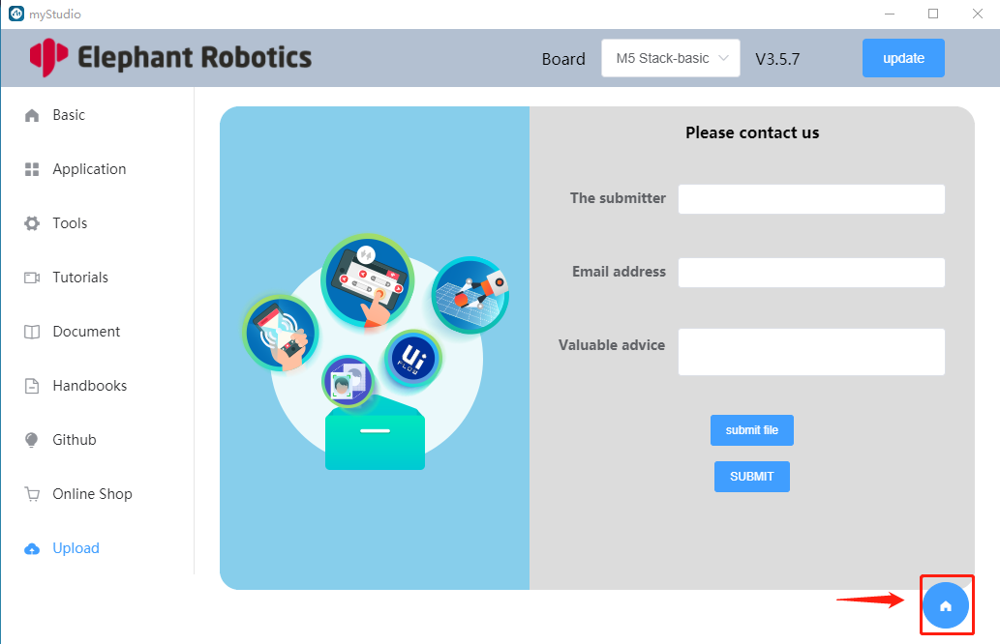 myStudio
Elephant Robotics
Board M5 Stack-basic V3.5.7 update
Basic
Application
Tools
Tutorials
Document
Handbooks
Github
Online Shop
Upload
Ui
FLOW
Please contact us
The submitter
Email address
Valuable advice
submit file
SUBMIT